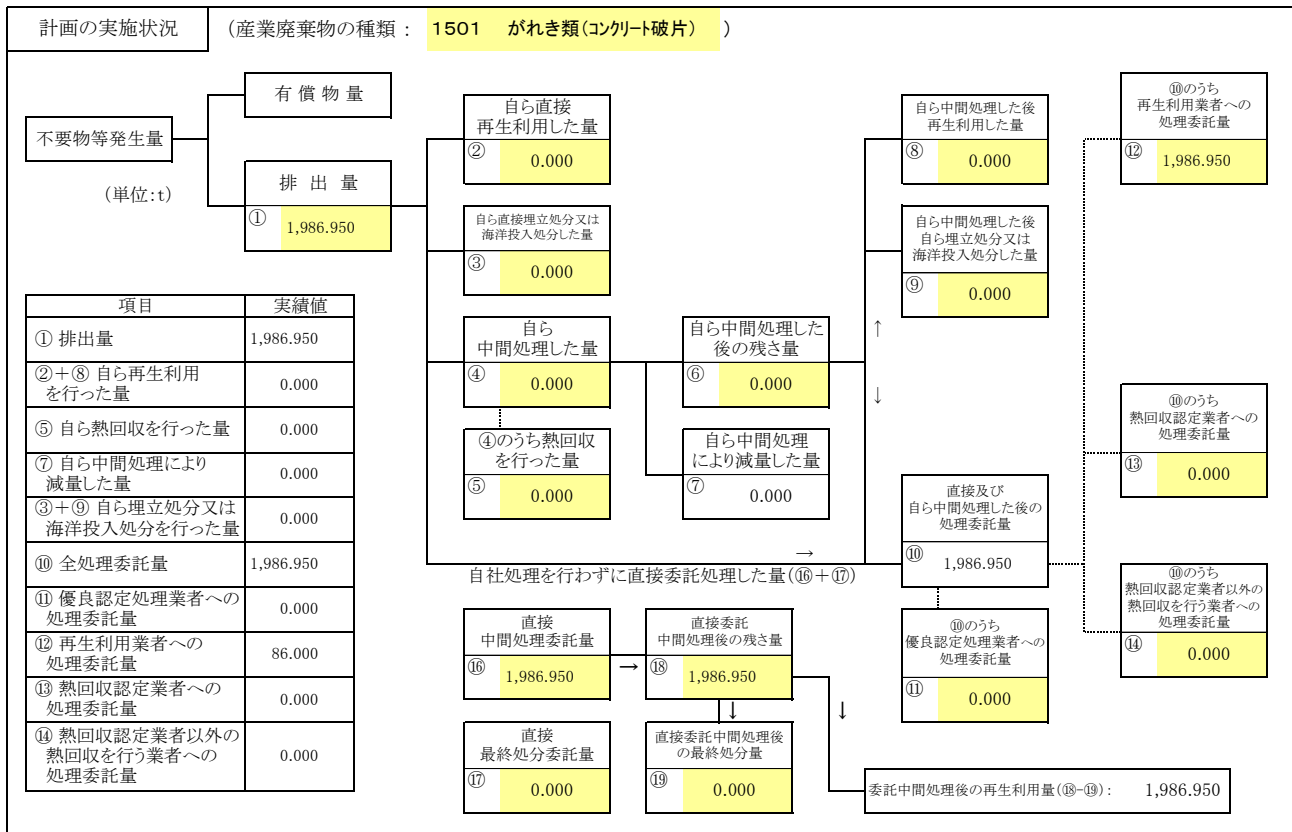 計画の実施状況
(産業廃棄物の種類： 1501 がれき類(コンクリート破片) )
不要物等発生量
(単位:t)
有償物量
排出量
①
1,986.950
自ら直接
再生利用した量
②
0.000
自ら直接埋立処分又は
海洋投入処分した量
③
0.000
自ら
中間処理した量
④
0.000
④のうち熱回収
を行った量
⑤
0.000
自ら中間処理した
後の残さ量
⑥
0.000
自ら中間処理
により減量した量
⑦
0.000
自ら中間処理した後
再生利用した量
⑧
0.000
自ら中間処理した後
自ら埋立処分又は
海洋投入処分した量
⑨
0.000
↑
↓
直接及び
自ら中間処理した後の
処理委託量
⑩
1,986.950
⑩のうち
優良認定処理業者への
処理委託量
⑪
0.000
⑩のうち
再生利用業者への
処理委託量
⑫
1,986.950
⑩のうち
熱回収認定業者への
処理委託量
⑬
0.000
⑩のうち
熱回収認定業者以外の
熱回収を行う業者への
処理委託量
⑭
0.000
→
自社処理を行わずに直接委託処理した量(⑯+⑰)
直接
中間処理委託量
⑯
1,986.950
→
直接委託
中間処理後の残さ量
⑱
1,986.950
↓
↓
直接
最終処分委託量
⑰
0.000
直接委託中間処理後
の最終処分量
⑲
0.000
委託中間処理後の再生利用量(⑱-⑲)： 1,986.950
項目 実績値
① 排出量 1,986.950
②+⑧ 自ら再生利用
を行った量
0.000
⑤ 自ら熱回収を行った量 0.000
⑦ 自ら中間処理により
減量した量
0.000
③+⑨ 自ら埋立処分又は
海洋投入処分を行った量
0.000
⑩ 全処理委託量 1,986.950
⑪ 優良認定処理業者への
処理委託量
0.000
⑫ 再生利用業者への
処理委託量
86.000
⑬ 熱回収認定業者への
処理委託量
0.000
⑭ 熱回収認定業者以外の
熱回収を行う業者への
処理委託量
0.000